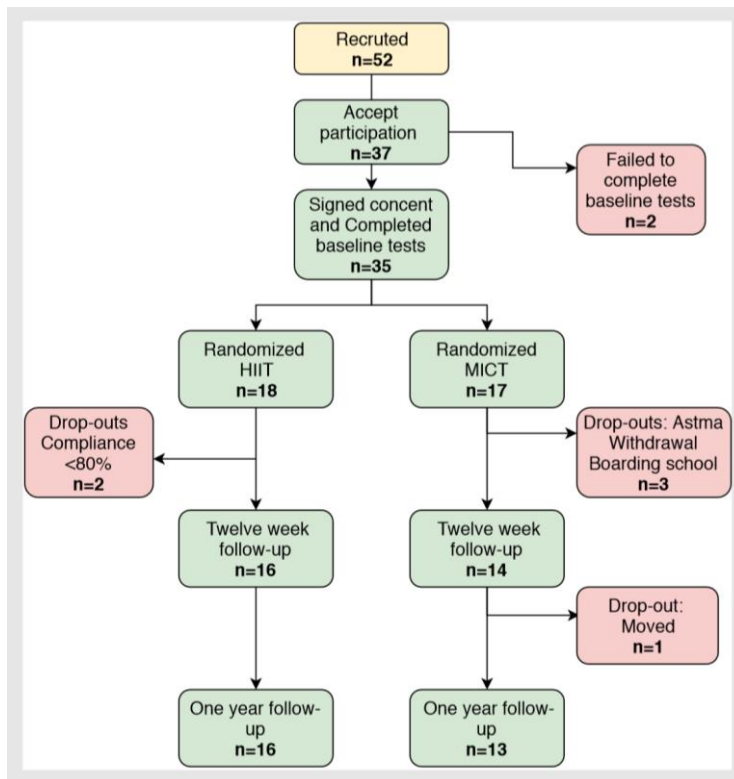 Recruted
n=52
Accept
participation
n=37
Failed to
complete
baseline tests
n=2
Signed concent
and Completed
baseline tests
n=35
Randomized
HIIT
n=18
Randomized
MICT
n=17
Drop-outs
Compliance
<80%
n=2
Drop-outs: Astma
Withdrawal
Boarding school
n=3
Twelve week
follow-up
n=16
Twelve week
follow-up
n=14
Drop-out:
Moved
n=1
One year follow-
up
n=16
One year follow-
up
n=13